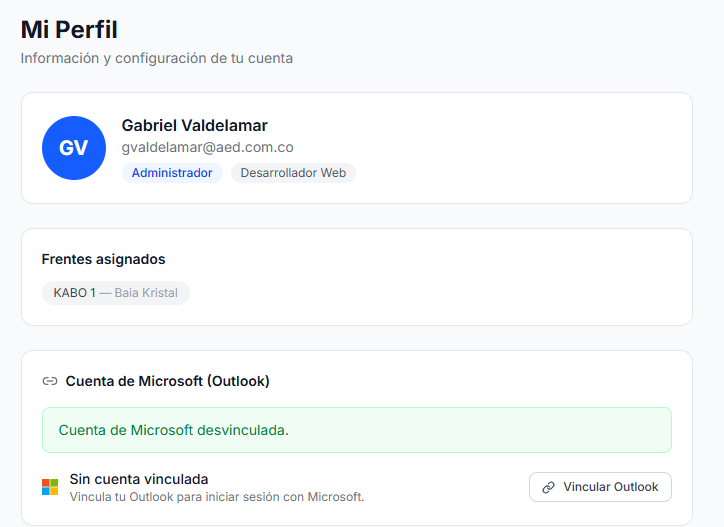 Mi Perfil
Información y configuración de tu cuenta
GV
Gabriel Valdelamar
gvaldelamar@aed.com.co
Administrador Desarrollador Web
Frentes asignados
KABO 1 — Baia Kristal
Cuenta de Microsoft (Outlook)
Cuenta de Microsoft desvinculada.
Sin cuenta vinculada
Vincula tu Outlook para iniciar sesión con Microsoft.
Vincular Outlook